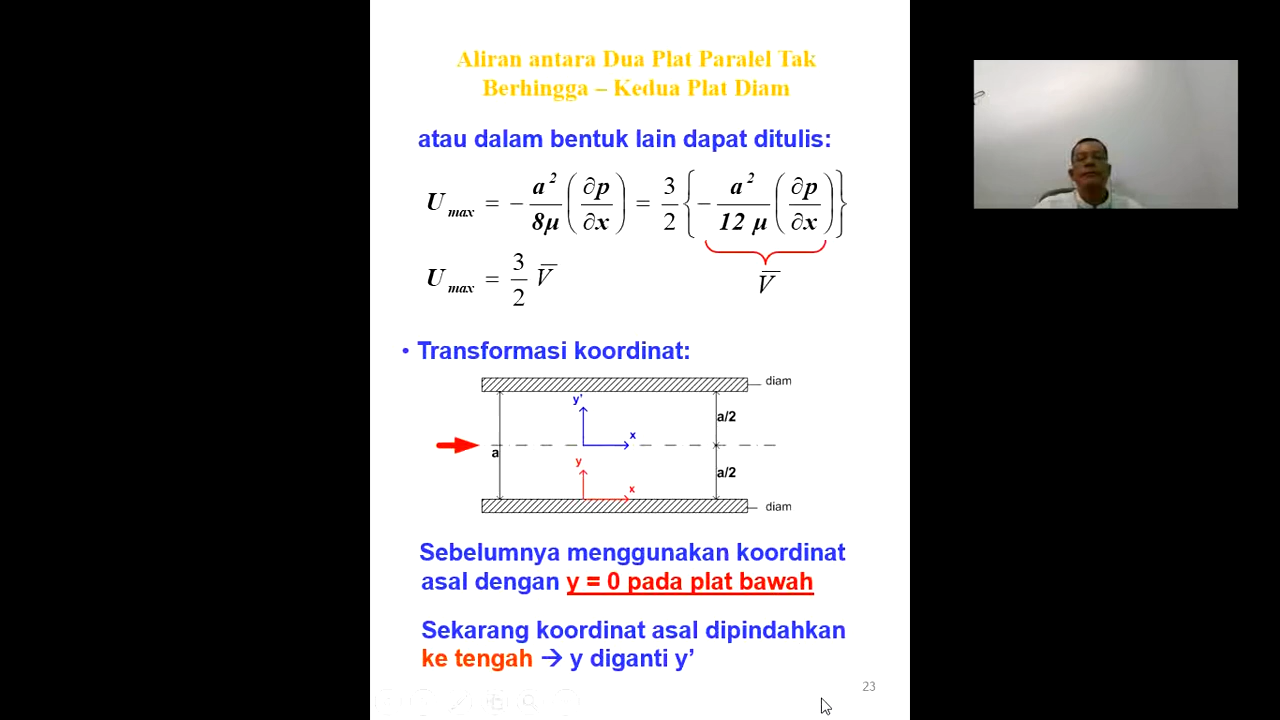 Aliran antara Dua Plat Paralel Tak
Berhingga – Kedua Plat Diam
atau dalam bentuk lain dapat ditulis:
U max = − a²/8μ (∂p/∂x) = 3/2 {− a²/12 μ (∂p/∂x)}
V̅
U max = 3/2 V̅
• Transformasi koordinat:
diam
y’
a/2
x
a
y
a/2
x
diam
Sebelumnya menggunakan koordinat
asal dengan y = 0 pada plat bawah
Sekarang koordinat asal dipindahkan
ke tengah → y diganti y’
23